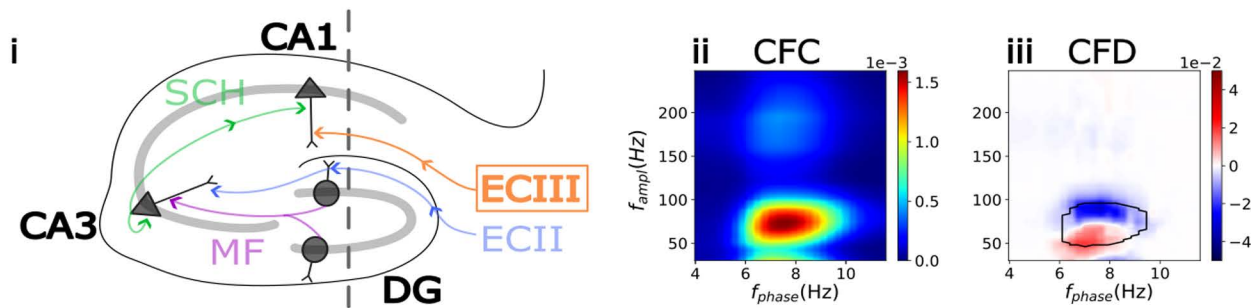 i
CA1
SCH
CA3
MF
ECIII
ECII
DG
ii CFC
1e−3
f_ampl(Hz)
200
150
100
50
4 6 8 10
f_phase(Hz)
1.5
1.0
0.5
0.0
iii CFD
1e−2
200
150
100
50
4 6 8 10
f_phase(Hz)
4
2
0
−2
−4